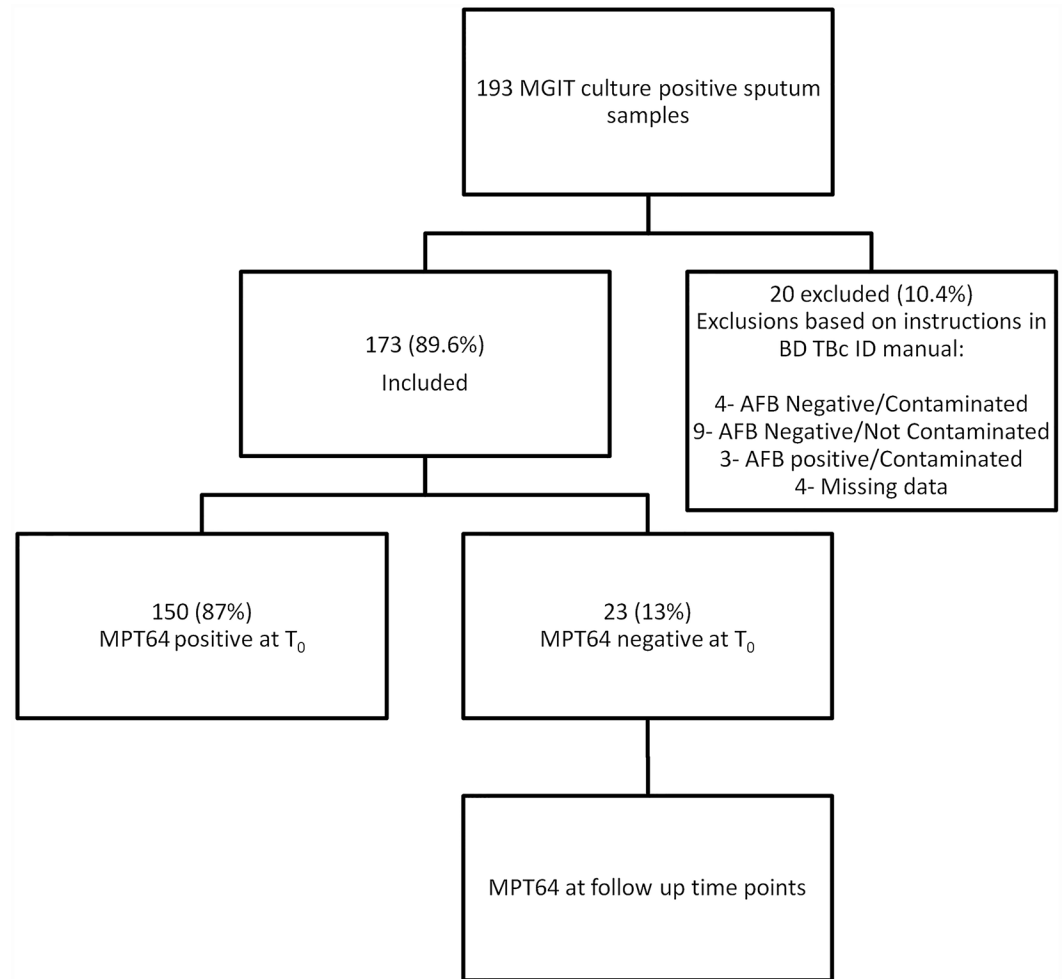 193 MGIT culture positive sputum
samples
173 (89.6%)
Included
20 excluded (10.4%)
Exclusions based on instructions in
BD TBc ID manual:
4- AFB Negative/Contaminated
9- AFB Negative/Not Contaminated
3- AFB positive/Contaminated
4- Missing data
150 (87%)
MPT64 positive at T₀
23 (13%)
MPT64 negative at T₀
MPT64 at follow up time points